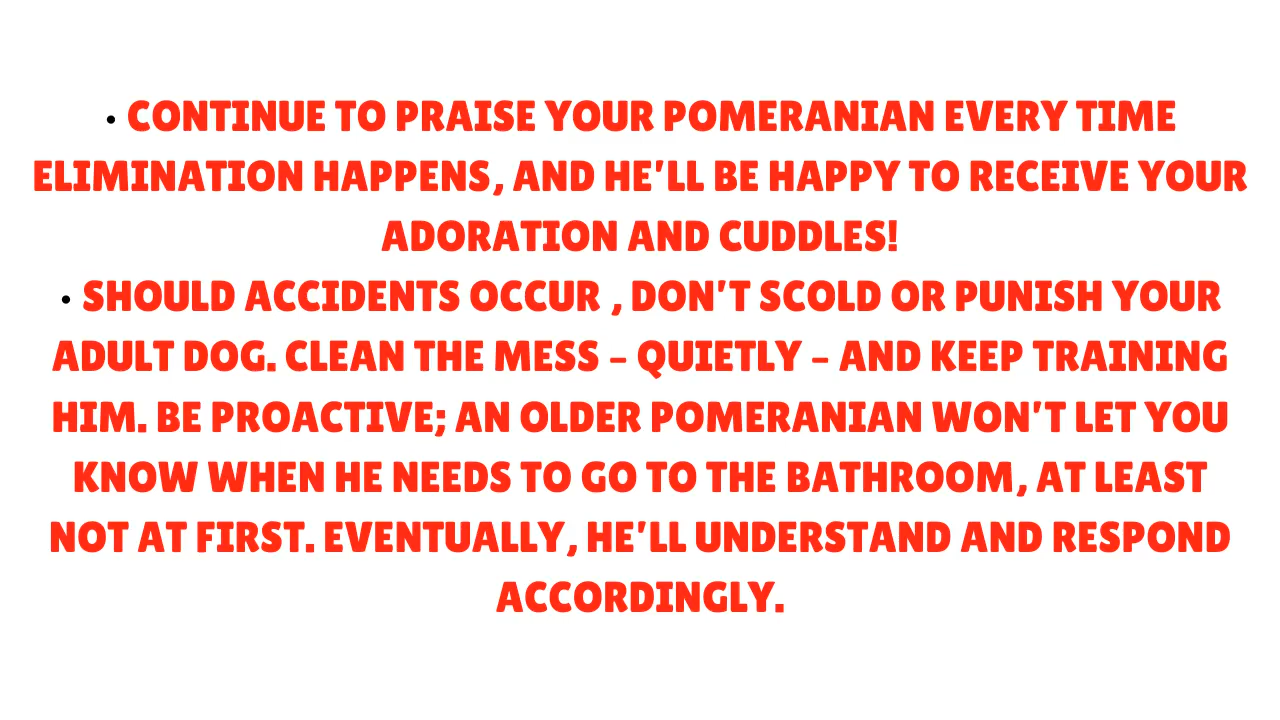 • CONTINUE TO PRAISE YOUR POMERANIAN EVERY TIME
ELIMINATION HAPPENS, AND HE'LL BE HAPPY TO RECEIVE YOUR
ADORATION AND CUDDLES!
• SHOULD ACCIDENTS OCCUR , DON'T SCOLD OR PUNISH YOUR
ADULT DOG. CLEAN THE MESS – QUIETLY – AND KEEP TRAINING
HIM. BE PROACTIVE; AN OLDER POMERANIAN WON'T LET YOU
KNOW WHEN HE NEEDS TO GO TO THE BATHROOM, AT LEAST
NOT AT FIRST. EVENTUALLY, HE'LL UNDERSTAND AND RESPOND
ACCORDINGLY.